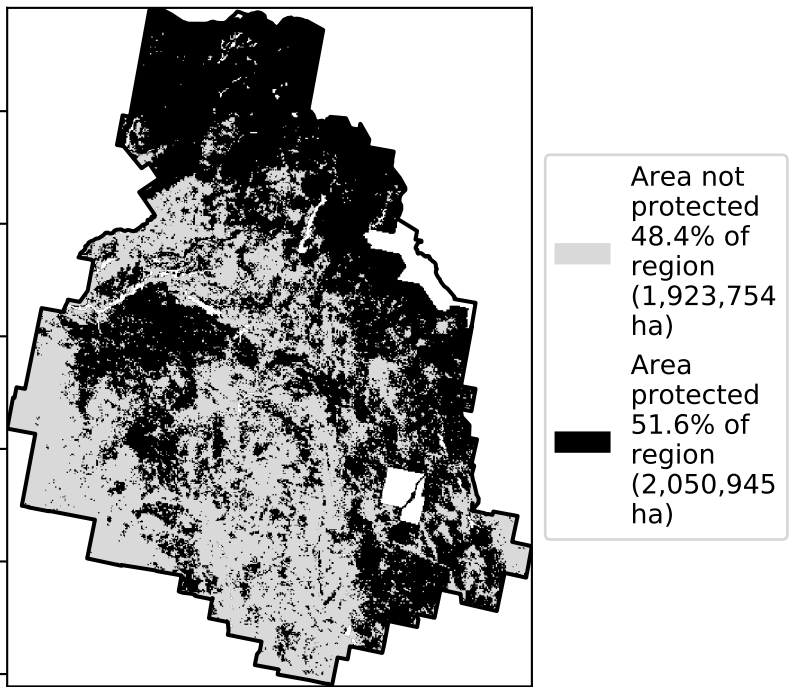 Area not
protected
48.4% of
region
(1,923,754
ha)
Area
protected
51.6% of
region
(2,050,945
ha)